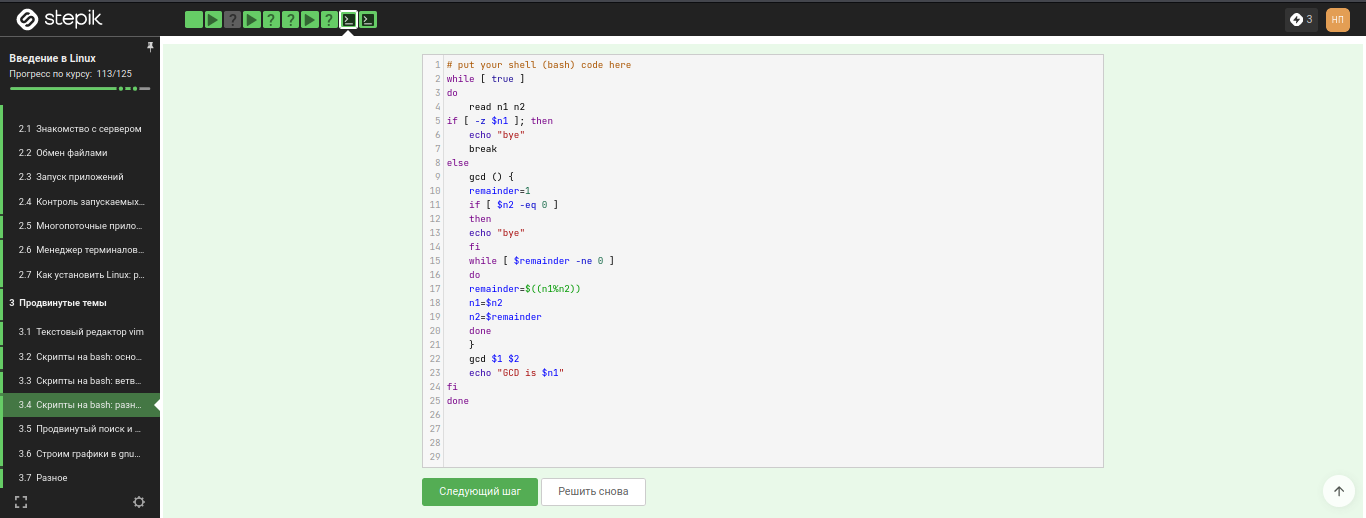 stepik
? ? ? ?
3
НП
Введение в Linux
Прогресс по курсу: 113/125
2.1 Знакомство с сервером
2.2 Обмен файлами
2.3 Запуск приложений
2.4 Контроль запускаемых...
2.5 Многопоточные прило...
2.6 Менеджер терминалов...
2.7 Как установить Linux: р...
3 Продвинутые темы
3.1 Текстовый редактор vim
3.2 Скрипты на bash: осно...
3.3 Скрипты на bash: ветв...
3.4 Скрипты на bash: разн...
3.5 Продвинутый поиск и ...
3.6 Строим графики в gnu...
3.7 Разное
1 # put your shell (bash) code here
2 while [ true ]
3 do
4     read n1 n2
5 if [ -z $n1 ]; then
6     echo "bye"
7     break
8 else
9     gcd () {
10     remainder=1
11     if [ $n2 -eq 0 ]
12     then
13     echo "bye"
14     fi
15     while [ $remainder -ne 0 ]
16     do
17     remainder=$((n1%n2))
18     n1=$n2
19     n2=$remainder
20     done
21     }
22     gcd $1 $2
23     echo "GCD is $n1"
24 fi
25 done
26
27
28
29
Следующий шаг
Решить снова